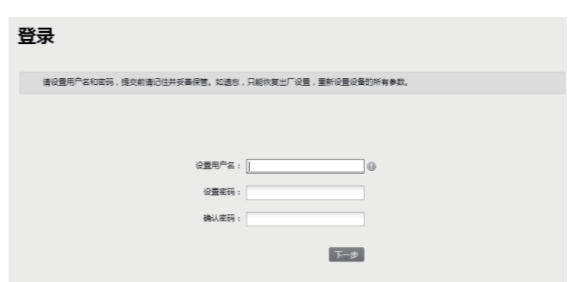 登录
请设置用户名和密码，提交前请记住并妥善保管。如遗忘，只能恢复出厂设置，重新设置设备的所有参数。
设置用户名：
设置密码：
确认密码：
下一步